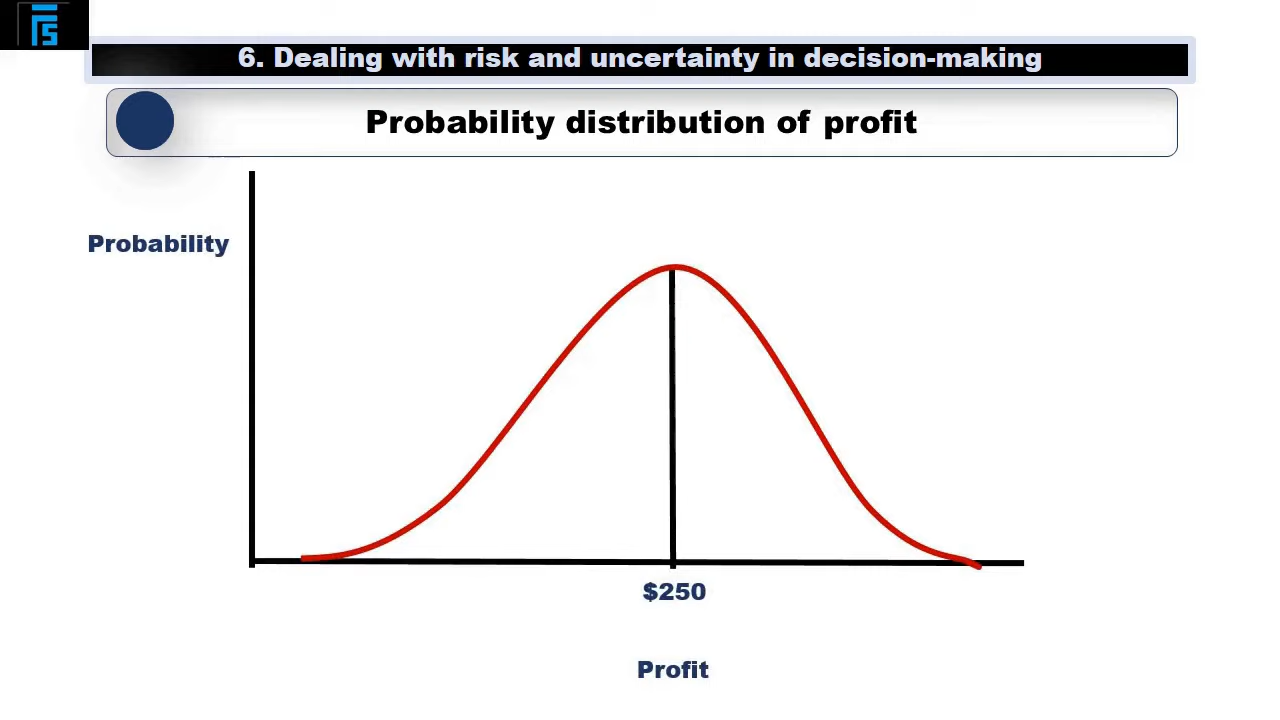 6. Dealing with risk and uncertainty in decision-making
Probability distribution of profit
Probability
$250
Profit